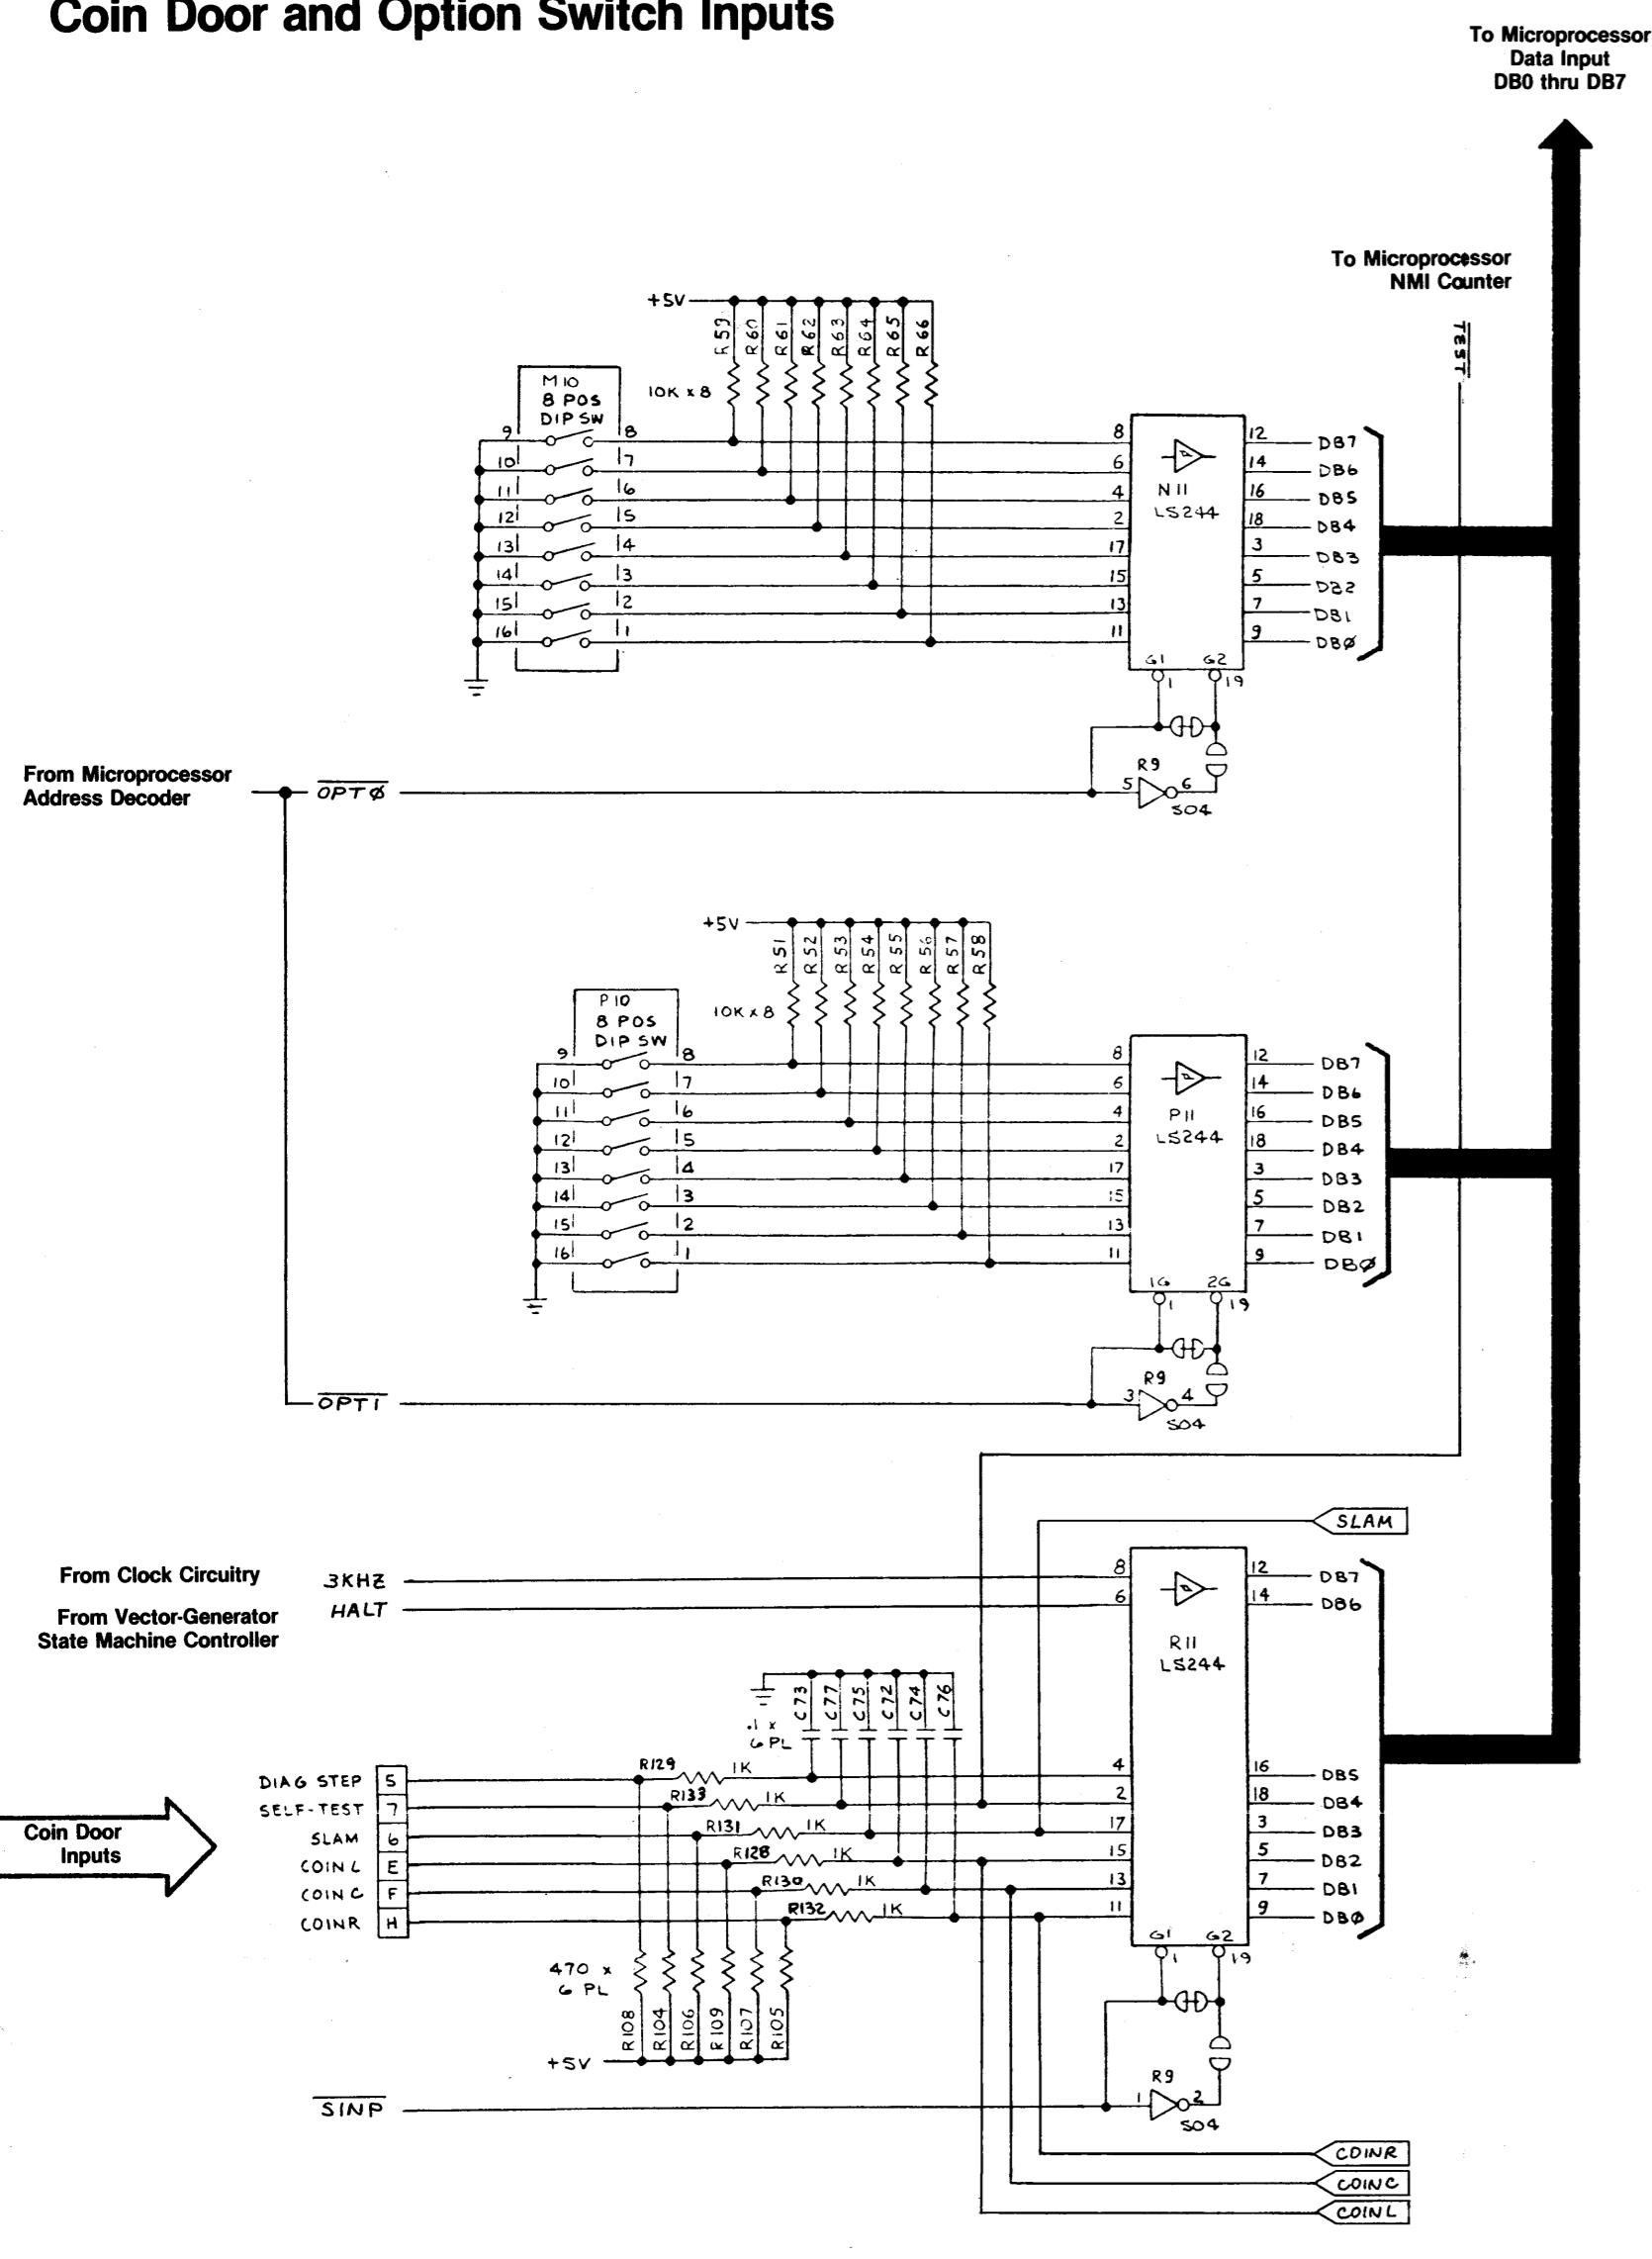 Coin Door and Option Switch Inputs
To Microprocessor
Data Input
DB0 thru DB7
To Microprocessor
NMI Counter
TEST
+5V
R59
R60
R61
R62
R63
R64
R65
R66
10K x 8
M10
8 POS
DIP SW
9 8 8 12 DB7
10 7 6 14 DB6
11 6 4 16 DB5
12 5 2 18 DB4
13 4 17 3 DB3
14 3 15 5 DB2
15 2 13 7 DB1
16 1 11 9 DBØ
N11
LS244
G1 G2
1 19
From Microprocessor
Address Decoder
OPTØ
R9
5 6
S04
+5V
R51
R52
R53
R54
R55
R56
R57
R58
10K x 8
P10
8 POS
DIP SW
9 8 8 12 DB7
10 7 6 14 DB6
11 6 4 16 DB5
12 5 2 18 DB4
13 4 17 3 DB3
14 3 15 5 DB2
15 2 13 7 DB1
16 1 11 9 DBØ
P11
LS244
1G 2G
1 19
OPT1
R9
3 4
S04
SLAM
From Clock Circuitry
3KHZ 8 12 DB7
From Vector-Generator
State Machine Controller
HALT 6 14 DB6
R11
LS244
C73
C77
C75
C72
C74
C76
.1 x
6 PL
Coin Door
Inputs
DIAG STEP 5 R129 1K 4 16 DB5
SELF-TEST 7 R133 1K 2 18 DB4
SLAM 6 R131 1K 17 3 DB3
COIN L E R128 1K 15 5 DB2
COIN C F R130 1K 13 7 DB1
COINR H R132 1K 11 9 DBØ
G1 G2
1 19
470 x
6 PL
R108
R104
R106
R109
R107
R105
+5V
SINP
R9
1 2
S04
COINR
COINC
COINL